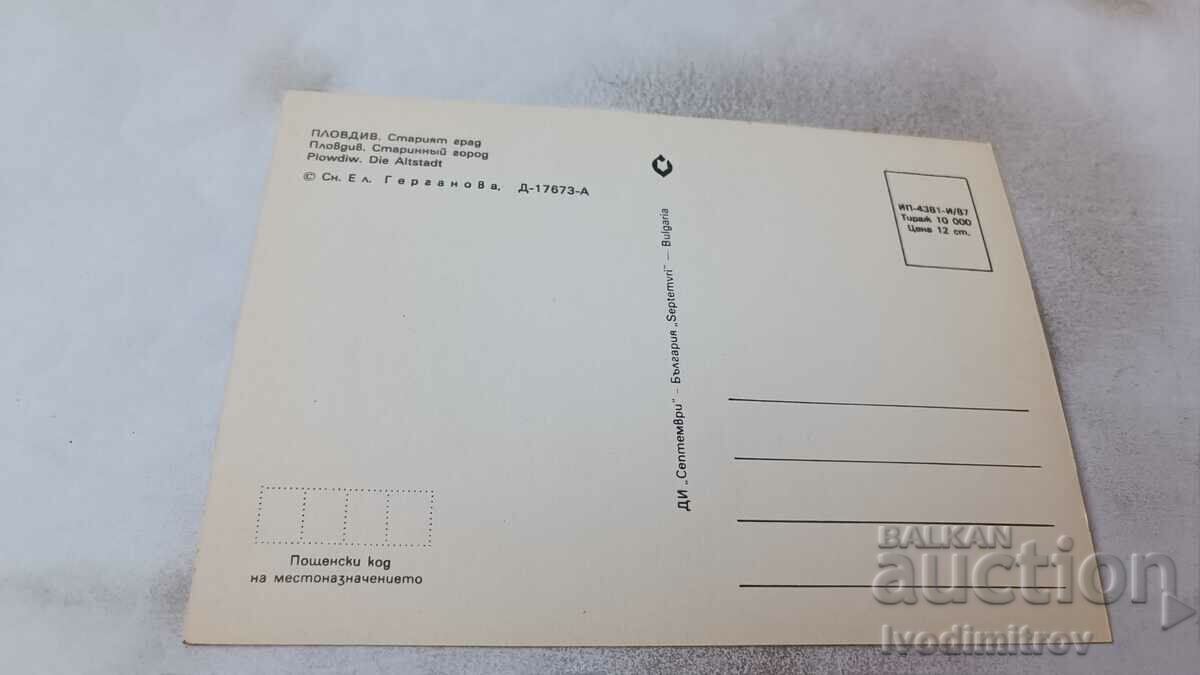 ПЛОВДИВ. Старият град
Пловдив. Старинный город
Plowdiw. Die Altstadt
© Сн. Ел. Герганова, Д-17673-А
ДИ „Септември" - България „Septemvri" — Bulgaria
ИП-4381-И/87
Тираж 10 000
Цена 12 ст.
Пощенски код
на местоназначението
BALKAN
auction
Ivodimitrov